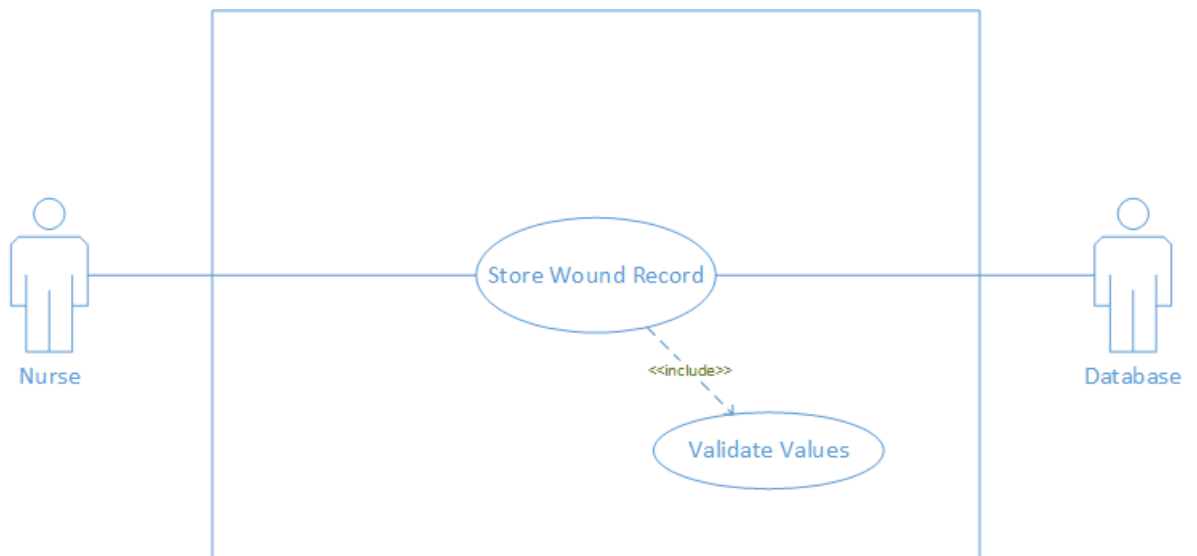 Store Wound Record
<<include>>
Nurse
Database
Validate Values